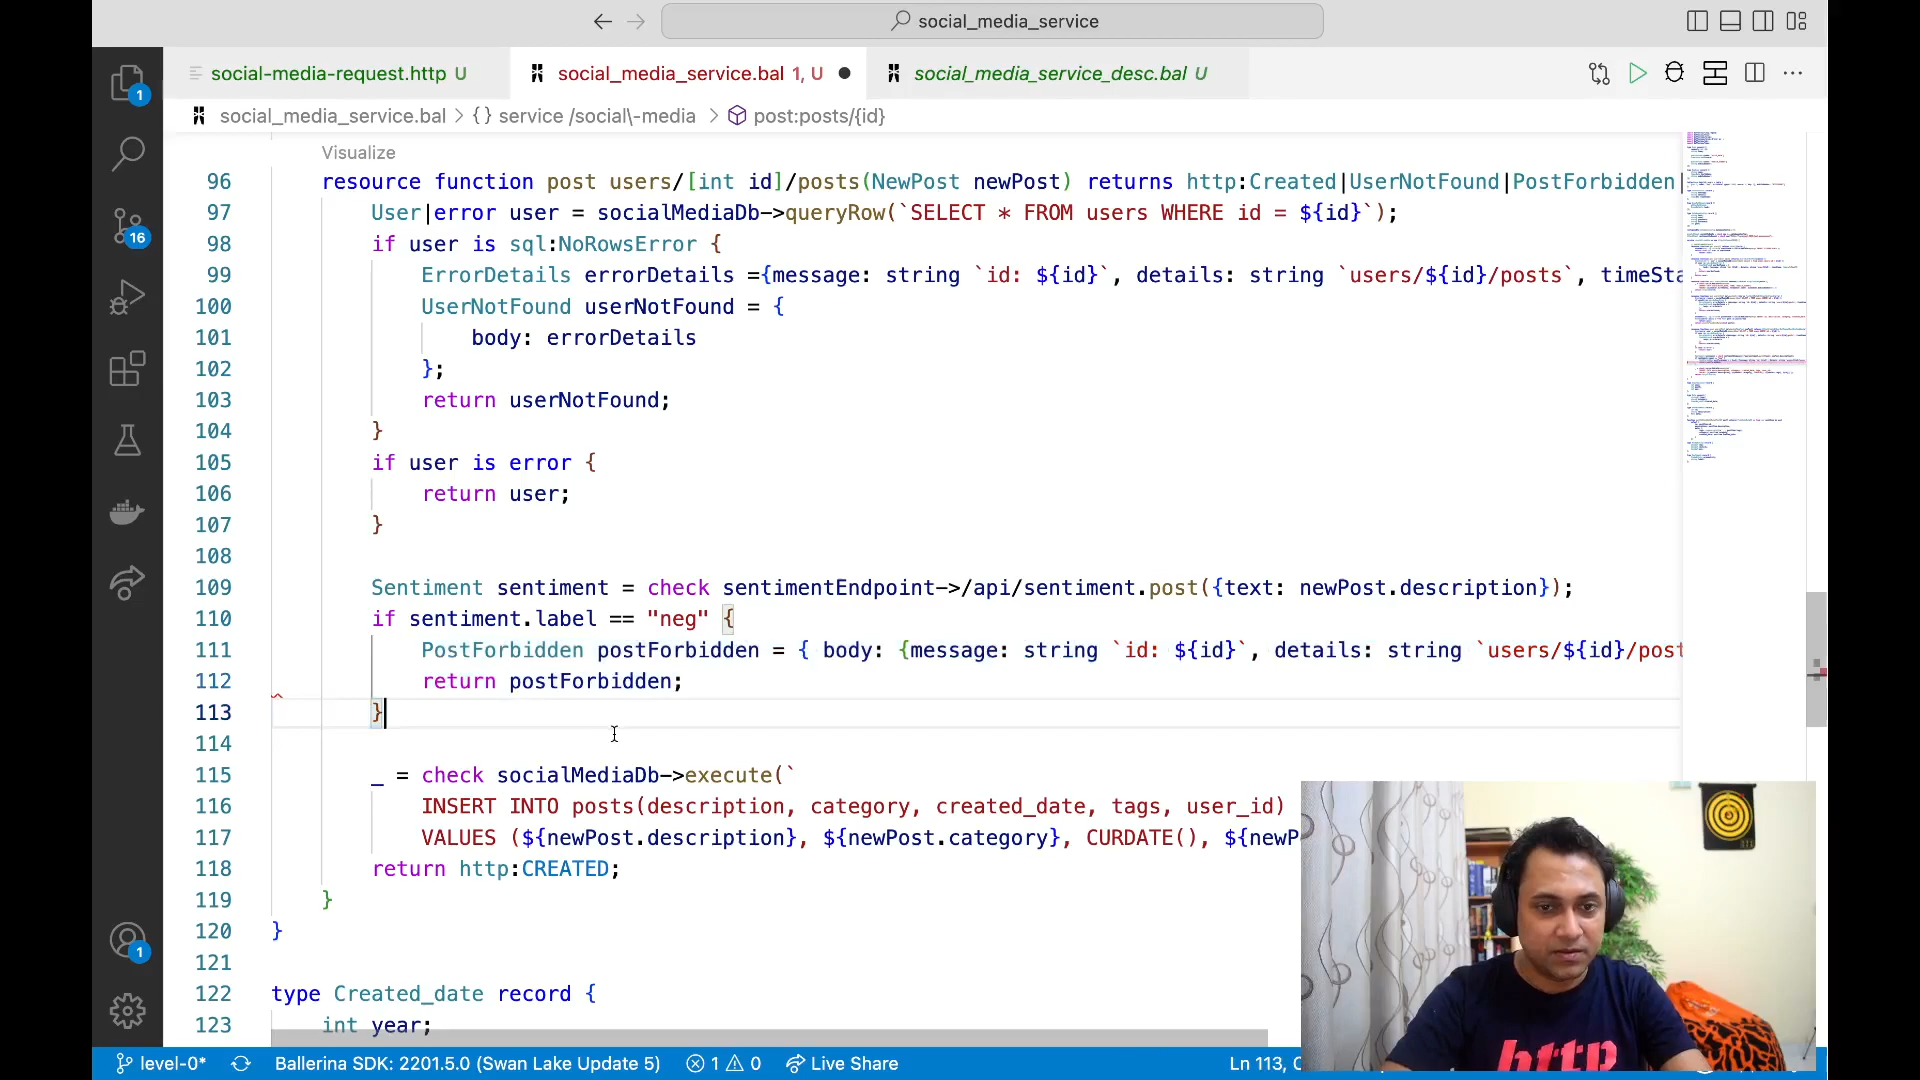 social_media_service
social-media-request.http U
social_media_service.bal 1, U
social_media_service_desc.bal U
social_media_service.bal > {} service /social\-media > post:posts/{id}
Visualize
96 resource function post users/[int id]/posts(NewPost newPost) returns http:Created|UserNotFound|PostForbidden|
97 User|error user = socialMediaDb->queryRow(`SELECT * FROM users WHERE id = ${id}`);
98 if user is sql:NoRowsError {
99 ErrorDetails errorDetails ={message: string `id: ${id}`, details: string `users/${id}/posts`, timeSta
100 UserNotFound userNotFound = {
101 body: errorDetails
102 };
103 return userNotFound;
104 }
105 if user is error {
106 return user;
107 }
108
109 Sentiment sentiment = check sentimentEndpoint->/api/sentiment.post({text: newPost.description});
110 if sentiment.label == "neg" {
111 PostForbidden postForbidden = { body: {message: string `id: ${id}`, details: string `users/${id}/post
112 return postForbidden;
113 }
114
115 _ = check socialMediaDb->execute(`
116 INSERT INTO posts(description, category, created_date, tags, user_id)
117 VALUES (${newPost.description}, ${newPost.category}, CURDATE(), ${newP
118 return http:CREATED;
119 }
120 }
121
122 type Created_date record {
123 int year;
1
16
1
level-0*
Ballerina SDK: 2201.5.0 (Swan Lake Update 5)
1
0
Live Share
Ln 113, C
http